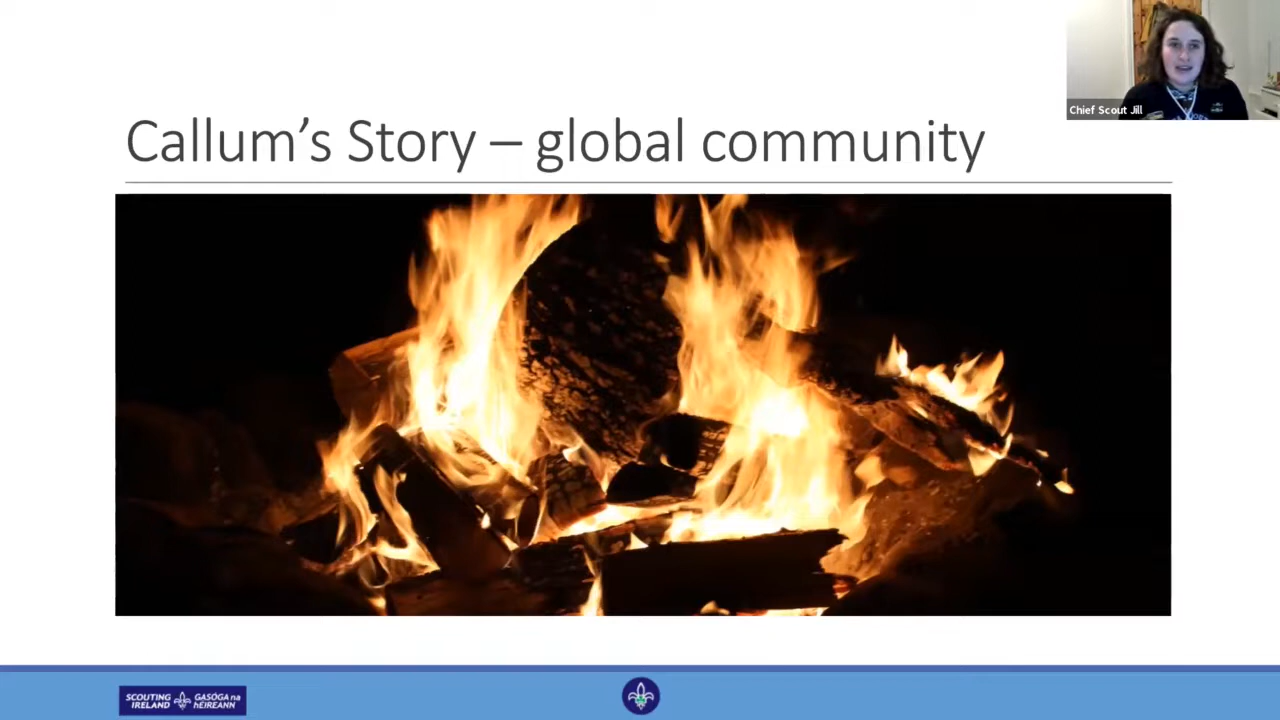 Chief Scout Jill
Callum’s Story – global community
SCOUTING IRELAND
GASÓGA na hÉIREANN